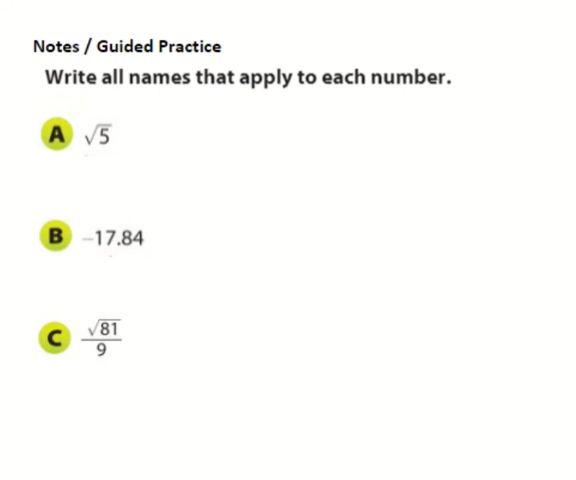 Notes / Guided Practice
Write all names that apply to each number.
A √5
B −17.84
C √81
9